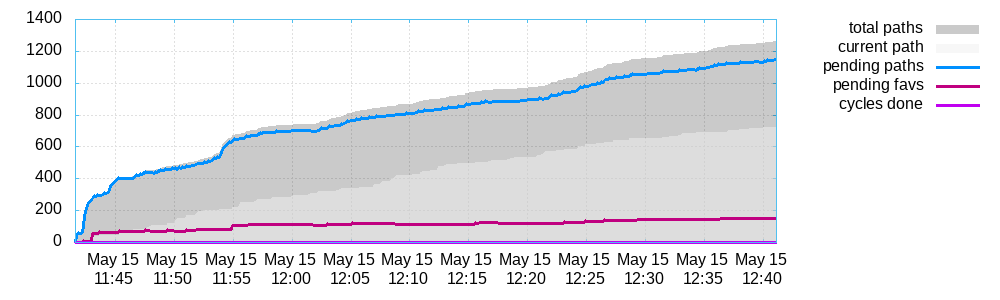 1400
1200
1000
800
600
400
200
0
May 15 May 15 May 15 May 15 May 15 May 15 May 15 May 15 May 15 May 15 May 15 May 15
11:45 11:50 11:55 12:00 12:05 12:10 12:15 12:20 12:25 12:30 12:35 12:40
total paths
current path
pending paths
pending favs
cycles done